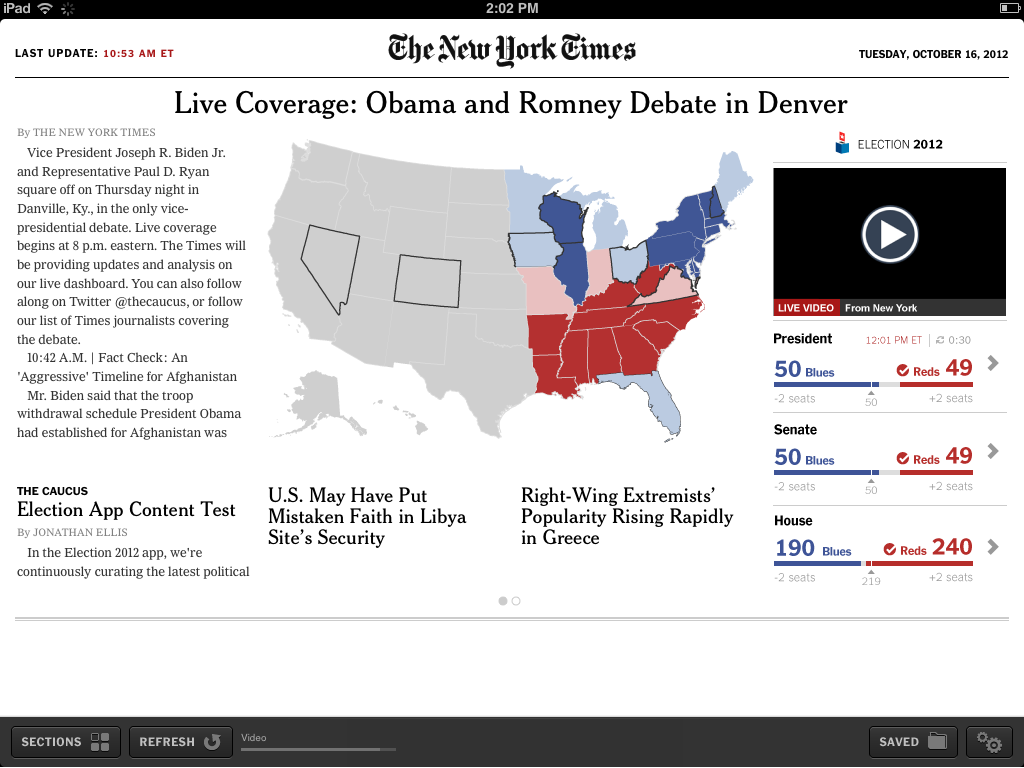 iPad
2:02 PM
LAST UPDATE: 10:53 AM ET
The New York Times
TUESDAY, OCTOBER 16, 2012
Live Coverage: Obama and Romney Debate in Denver
By THE NEW YORK TIMES
Vice President Joseph R. Biden Jr.
and Representative Paul D. Ryan
square off on Thursday night in
Danville, Ky., in the only vice-
presidential debate. Live coverage
begins at 8 p.m. eastern. The Times will
be providing updates and analysis on
our live dashboard. You can also follow
along on Twitter @thecaucus, or follow
our list of Times journalists covering
the debate.
10:42 A.M. | Fact Check: An
'Aggressive' Timeline for Afghanistan
Mr. Biden said that the troop
withdrawal schedule President Obama
had established for Afghanistan was
THE CAUCUS
Election App Content Test
By JONATHAN ELLIS
In the Election 2012 app, we're
continuously curating the latest political
U.S. May Have Put
Mistaken Faith in Libya
Site's Security
Right-Wing Extremists'
Popularity Rising Rapidly
in Greece
ELECTION 2012
LIVE VIDEO From New York
President 12:01 PM ET | 0:30
50 Blues Reds 49
-2 seats 50 +2 seats
Senate
50 Blues Reds 49
-2 seats 50 +2 seats
House
190 Blues Reds 240
-2 seats 219 +2 seats
SECTIONS
REFRESH
Video
SAVED